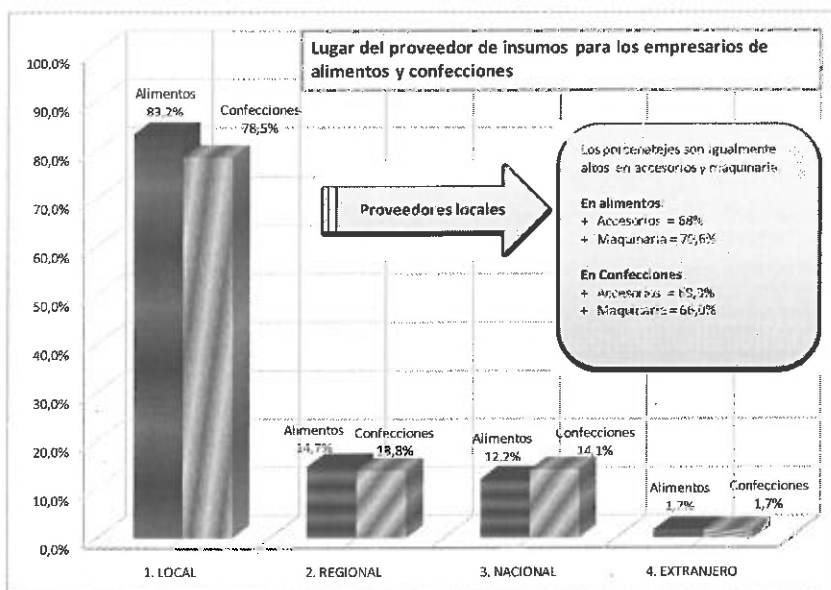 Lugar del proveedor de insumos para los empresarios de
alimentos y confecciones
100,0%
90,0%
80,0%
70,0%
60,0%
50,0%
40,0%
30,0%
20,0%
10,0%
0,0%
Alimentos
83,2%
Confecciones
78,5%
Proveedores locales
Los son igualmente
altos en accesorios y maquinaria
En alimentos:
+ Accesorios = 68%
+ Maquinaria =
En Confecciones
+ Accesorios =
+ Maquinaria = 66,0%
Alimentos
14,7%
Confecciones
13,8%
Alimentos
12,2%
Confecciones
14,1%
Alimentos
1,7%
Confecciones
1,7%
1. LOCAL
2. REGIONAL
3. NACIONAL
4. EXTRANJERO